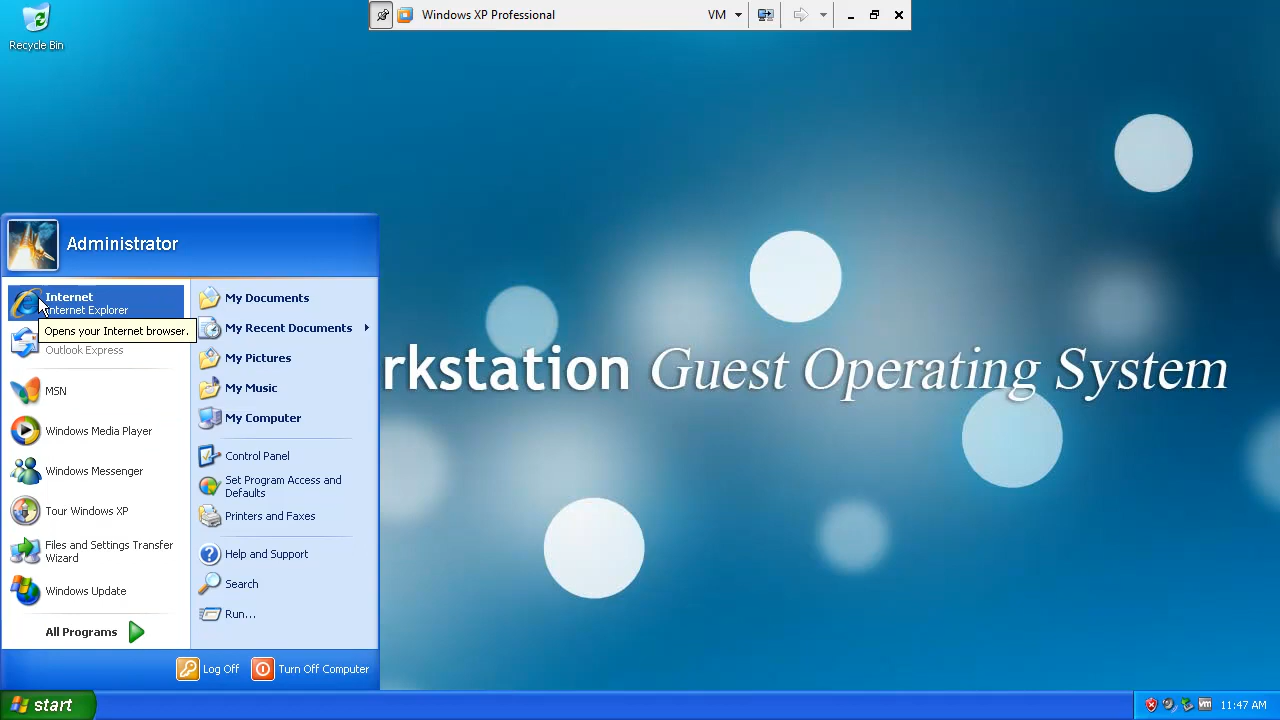 Recycle Bin
Windows XP Professional
VM
Administrator
Internet
Internet Explorer
Opens your Internet browser.
Outlook Express
MSN
Windows Media Player
Windows Messenger
Tour Windows XP
Files and Settings Transfer
Wizard
Windows Update
All Programs
My Documents
My Recent Documents
My Pictures
My Music
My Computer
Control Panel
Set Program Access and
Defaults
Printers and Faxes
Help and Support
Search
Run...
Log Off
Turn Off Computer
rkstation Guest Operating System
start
vm
11:47 AM